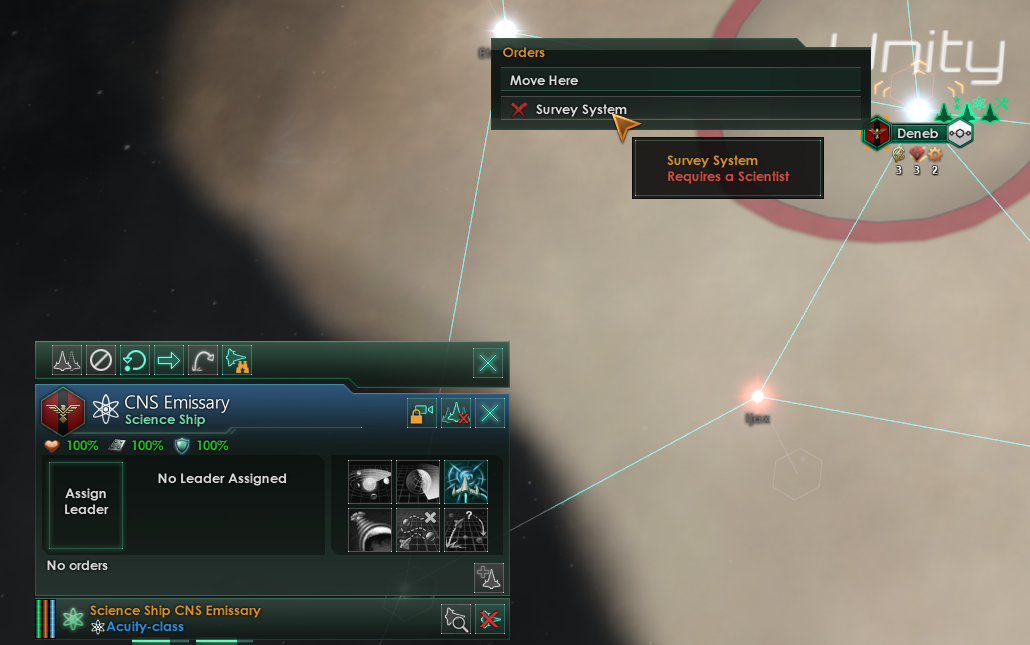 Unity
Orders
Move Here
Survey System
Survey System
Requires a Scientist
Deneb
3 3 2
CNS Emissary
Science Ship
100% 100% 100%
Assign
Leader
No Leader Assigned
?
No orders
Science Ship CNS Emissary
Acuity-class